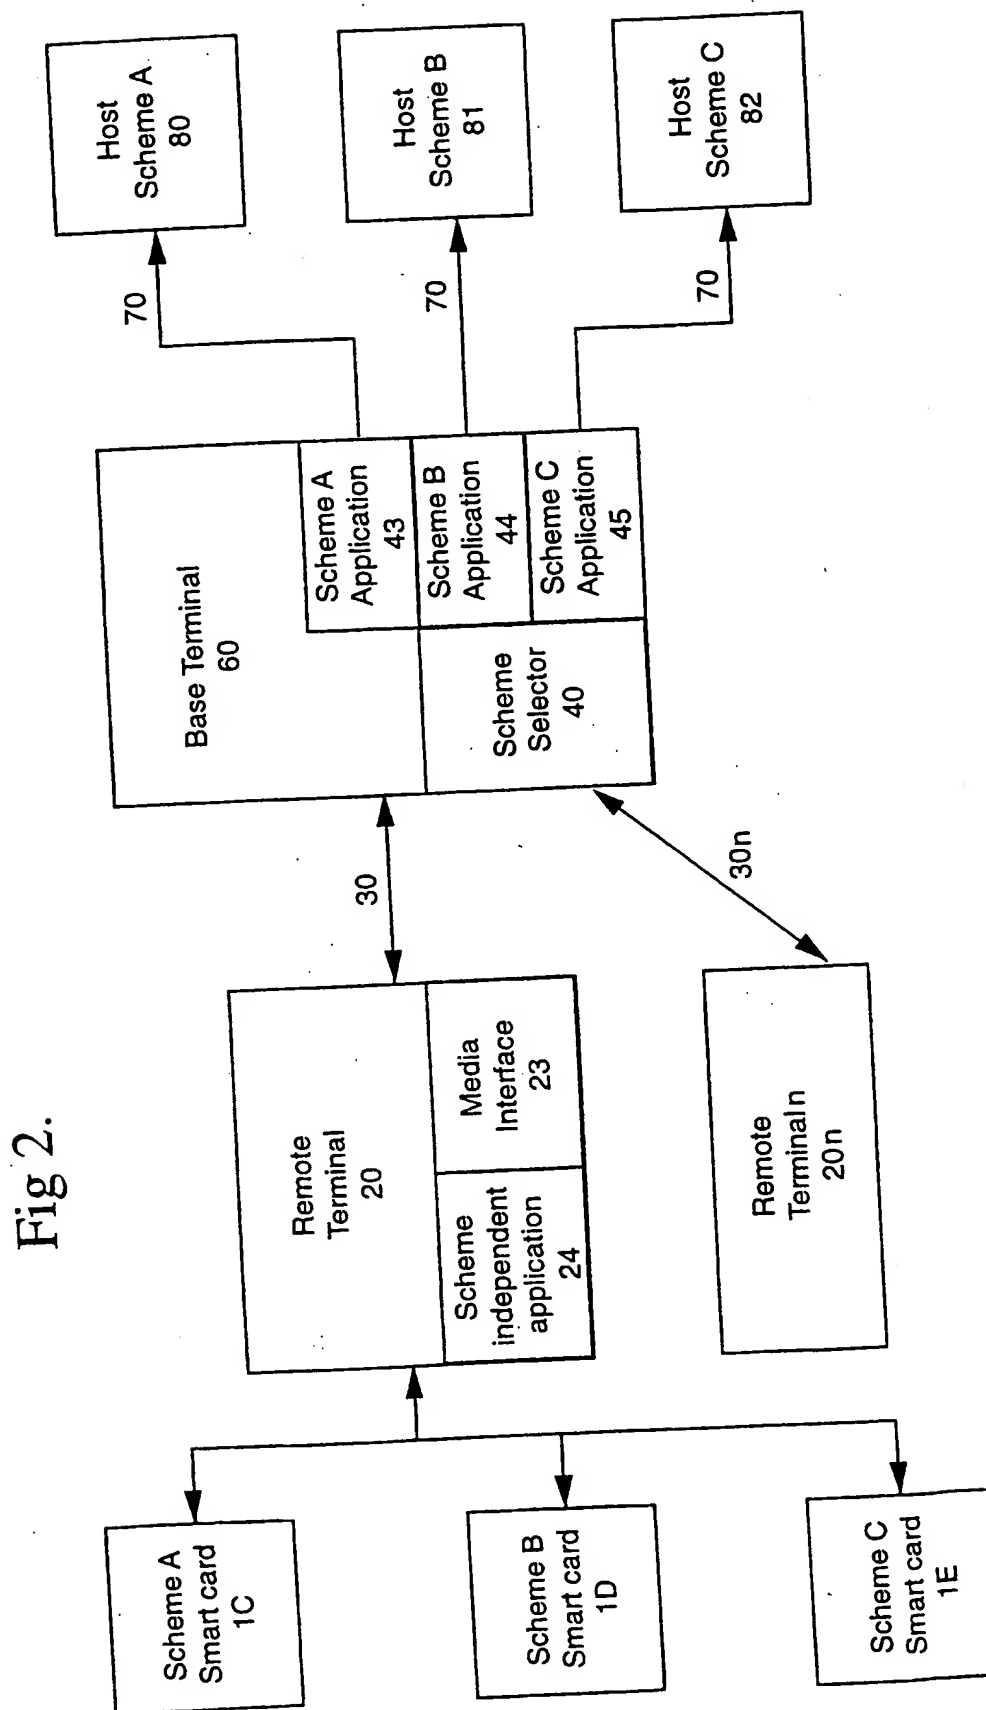 Fig 2.
Scheme A
Smart card
1C
Scheme B
Smart card
1D
Scheme C
Smart card
1E
Remote
Terminal
20
Scheme
independent
application
24
Media
Interface
23
Remote
Terminal n
20n
30
30n
Base Terminal
60
Scheme
Selector
40
Scheme A
Application
43
Scheme B
Application
44
Scheme C
Application
45
70
70
70
Host
Scheme A
80
Host
Scheme B
81
Host
Scheme C
82